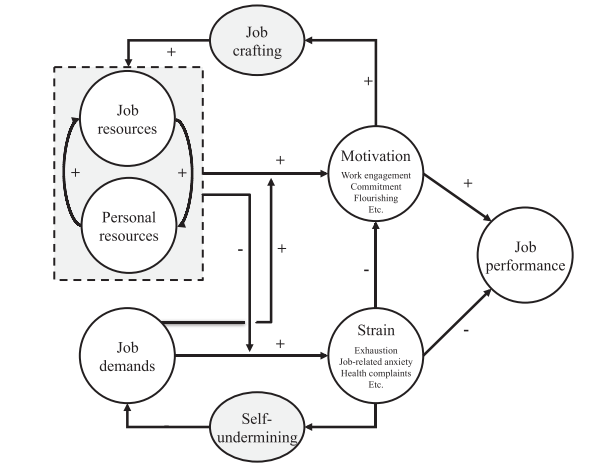 Job
crafting
+
+
Job
resources
+
+
Personal
resources
+
Motivation
Work engagement
Commitment
Flourishing
Etc.
+
Job
performance
-
+
-
Job
demands
+
Strain
Exhaustion
Job-related anxiety
Health complaints
Etc.
-
Self-
undermining